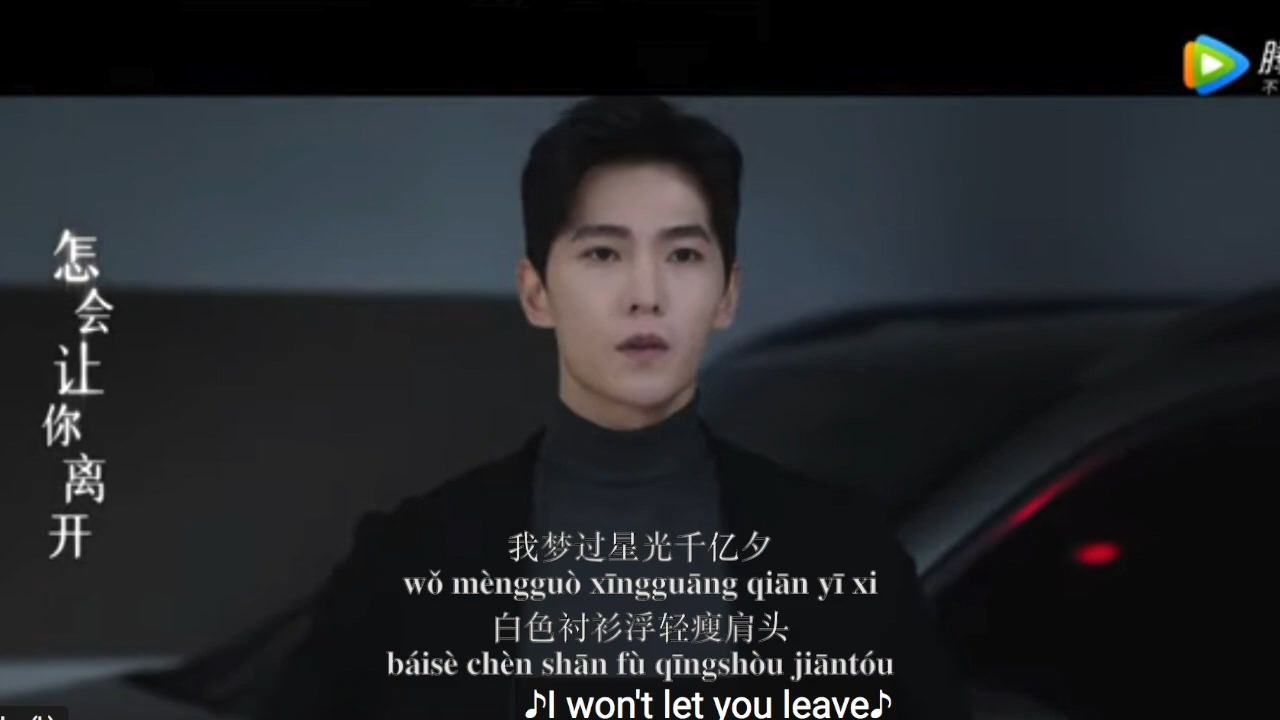 怎会让你离开
我梦过星光千亿夕
wǒ mèngguò xīngguāng qiān yī xi
白色衬衫浮轻瘦肩头
báisè chèn shān fù qīngshòu jiāntóu
♪I won't let you leave♪